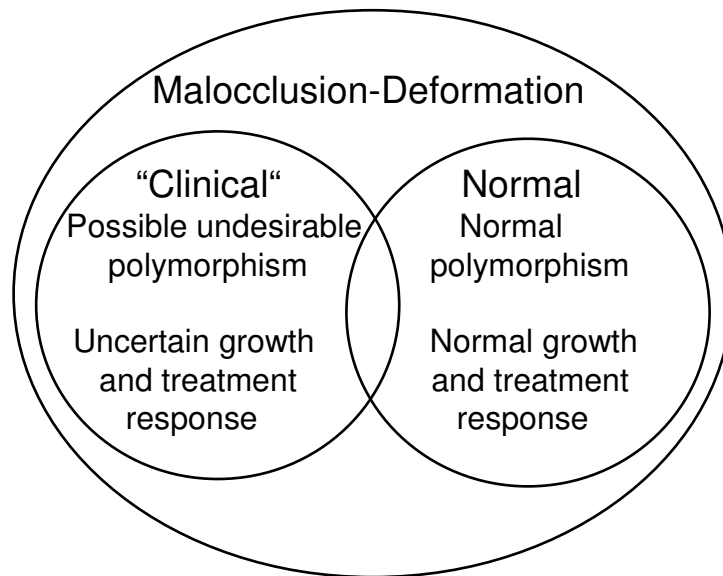 Malocclusion-Deformation
“Clinical“
Possible undesirable
polymorphism
Uncertain growth
and treatment
response
Normal
Normal
polymorphism
Normal growth
and treatment
response